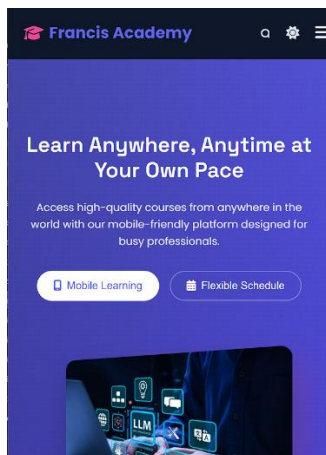 Francis Academy
Learn Anywhere, Anytime at
Your Own Pace
Access high-quality courses from anywhere in the
world with our mobile-friendly platform designed for
busy professionals.
Mobile Learning
Flexible Schedule
LLM